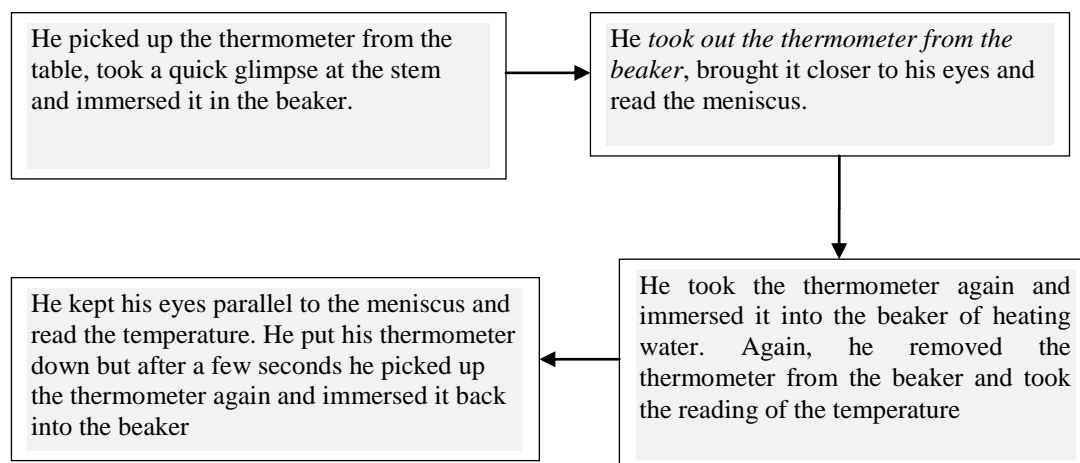 He picked up the thermometer from the
table, took a quick glimpse at the stem
and immersed it in the beaker.
He took out the thermometer from the
beaker, brought it closer to his eyes and
read the meniscus.
He took the thermometer again and
immersed it into the beaker of heating
water. Again, he removed the
thermometer from the beaker and took
the reading of the temperature
He kept his eyes parallel to the meniscus and
read the temperature. He put his thermometer
down but after a few seconds he picked up
the thermometer again and immersed it back
into the beaker